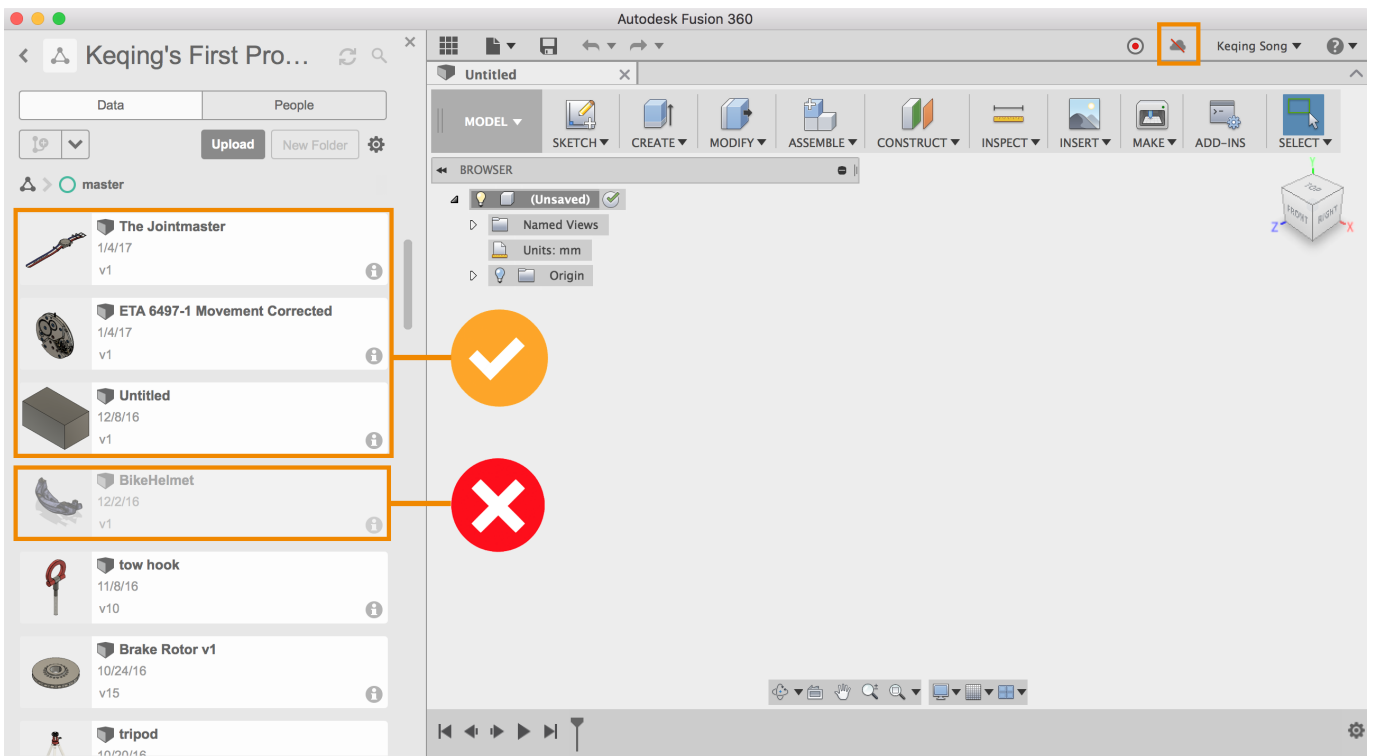 Autodesk Fusion 360
Keqing's First Pro...
Data
People
Upload
New Folder
master
The Jointmaster
1/4/17
v1
ETA 6497-1 Movement Corrected
1/4/17
v1
Untitled
12/8/16
v1
BikeHelmet
12/2/16
v1
tow hook
11/8/16
v10
Brake Rotor v1
10/24/16
v15
tripod
10/20/16
Keqing Song
Untitled
MODEL
SKETCH
CREATE
MODIFY
ASSEMBLE
CONSTRUCT
INSPECT
INSERT
MAKE
ADD-INS
SELECT
BROWSER
(Unsaved)
Named Views
Units: mm
Origin
Y
TOP
FRONT
RIGHT
Z
X